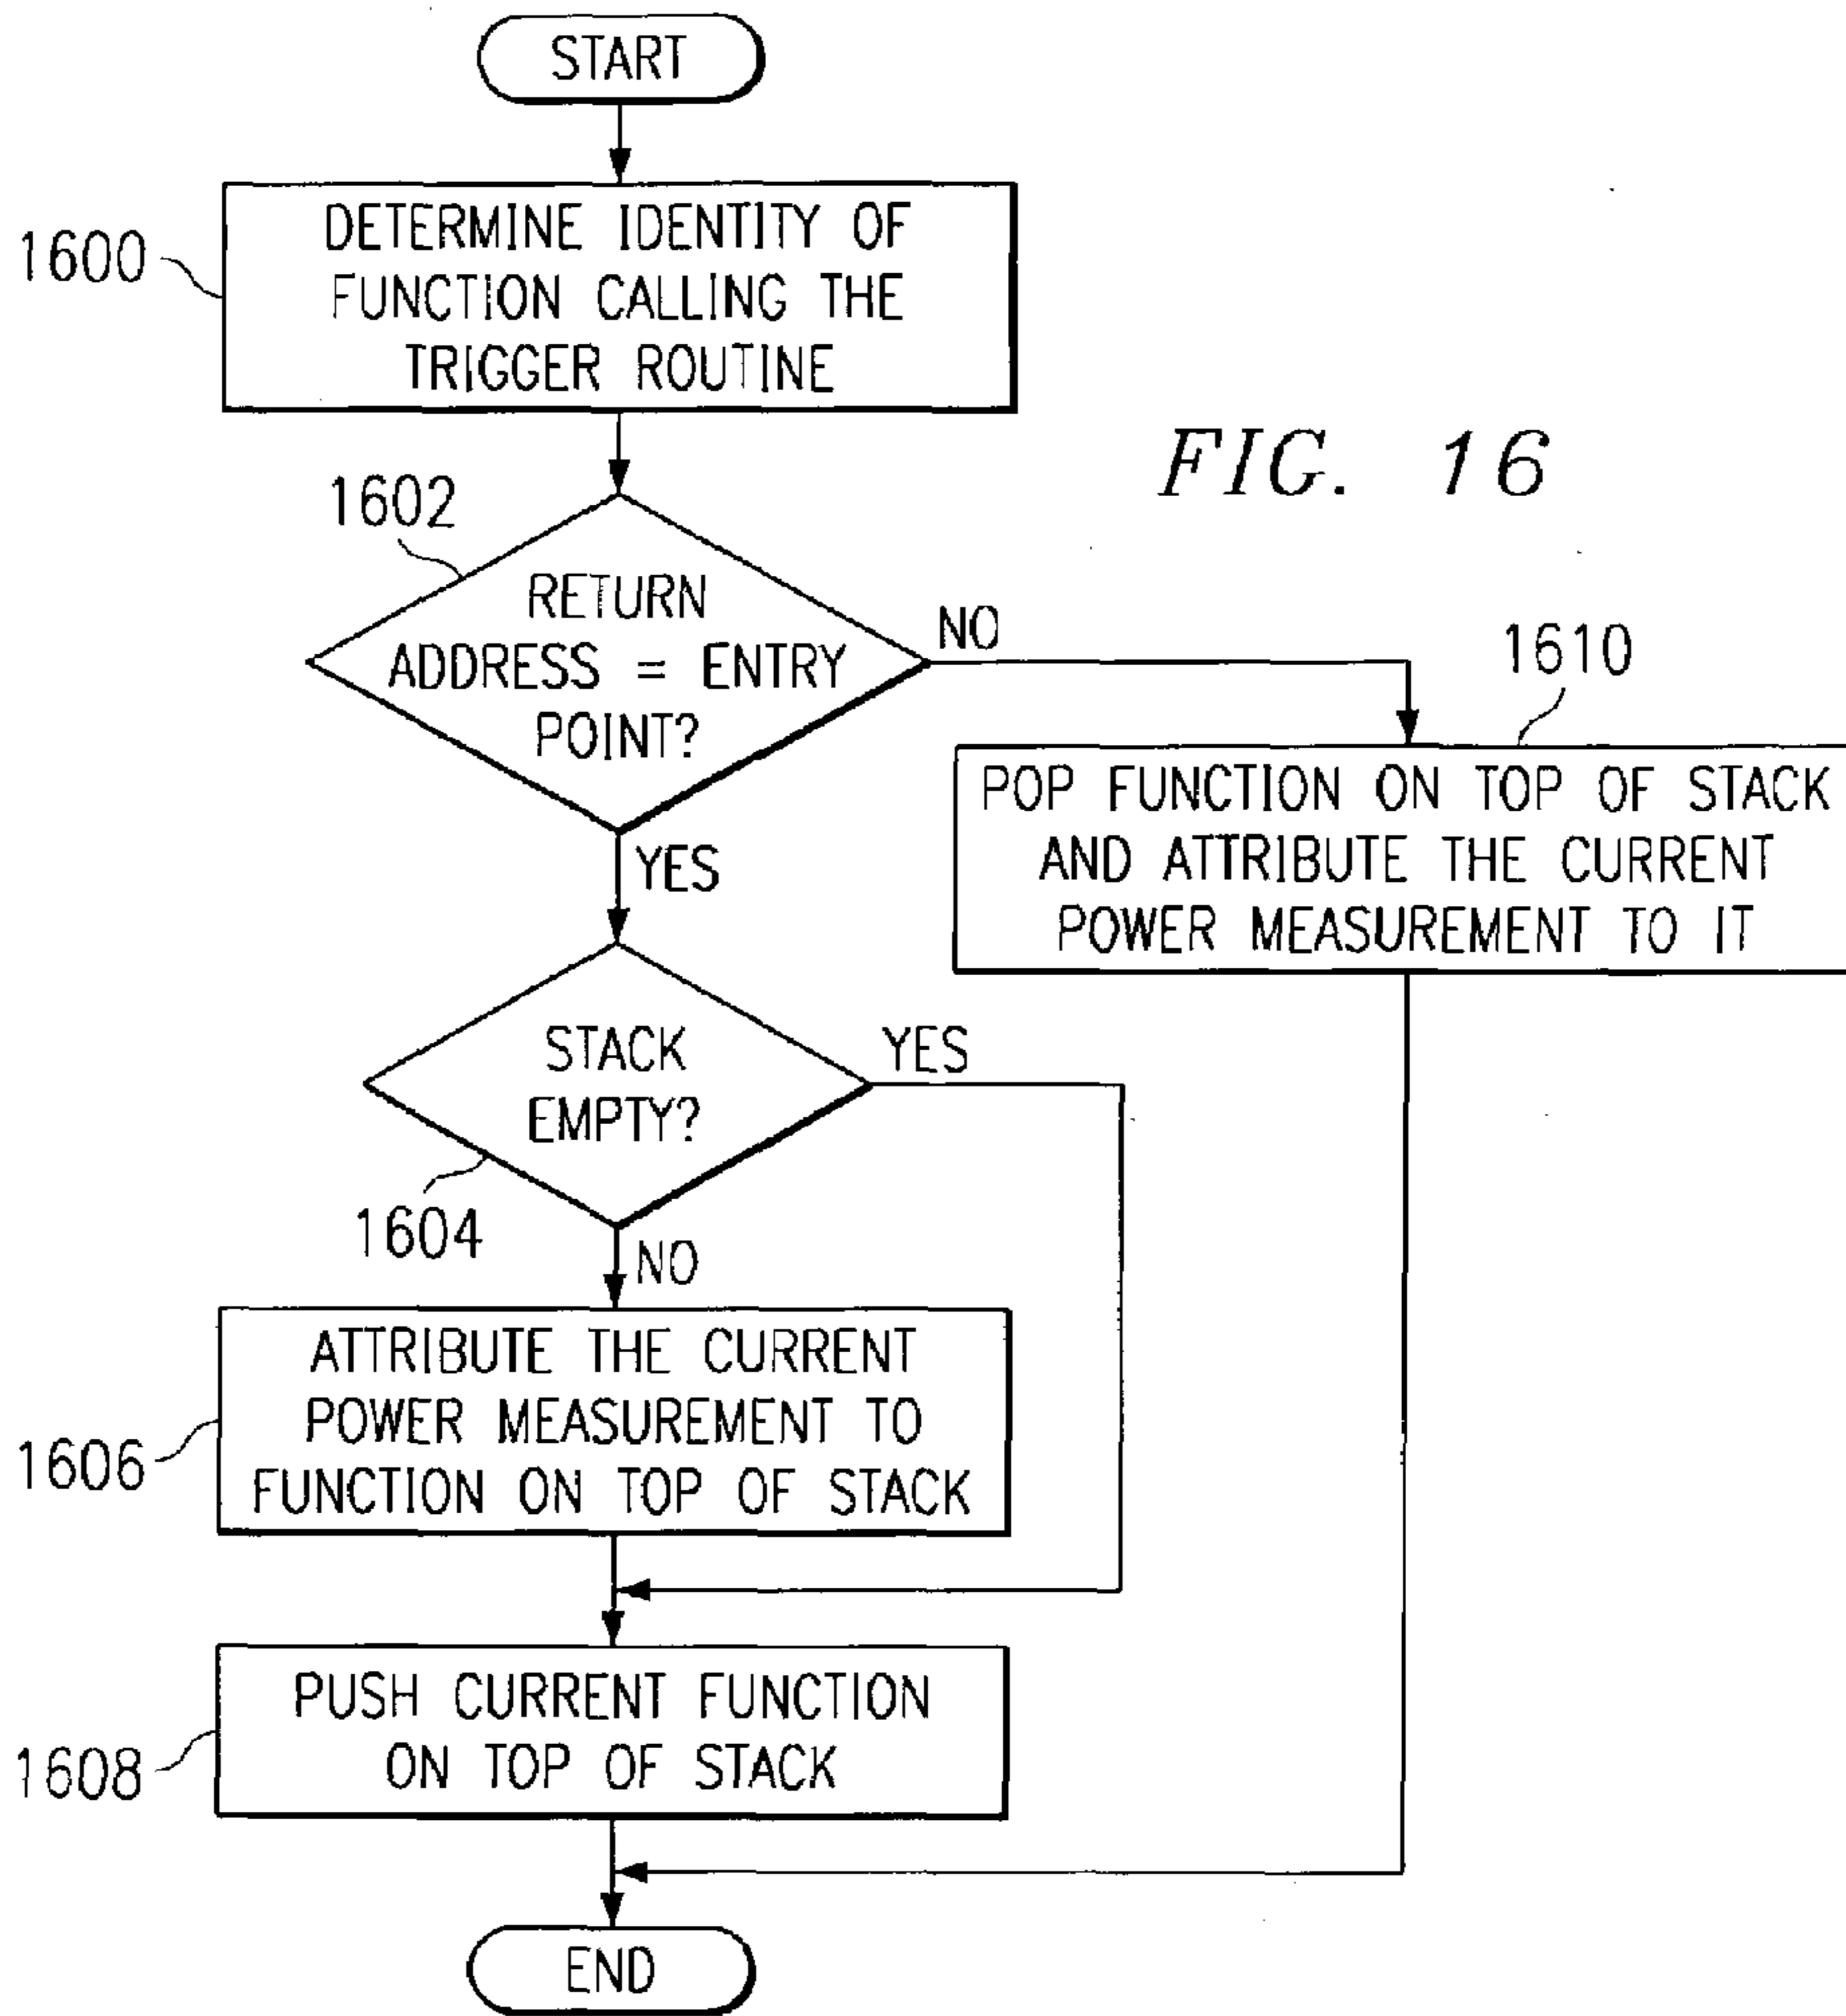 START
1600
DETERMINE IDENTITY OF
FUNCTION CALLING THE
TRIGGER ROUTINE
FIG. 16
1602
RETURN
ADDRESS = ENTRY
POINT?
NO
YES
1610
POP FUNCTION ON TOP OF STACK
AND ATTRIBUTE THE CURRENT
POWER MEASUREMENT TO IT
STACK
EMPTY?
YES
1604
NO
1606
ATTRIBUTE THE CURRENT
POWER MEASUREMENT TO
FUNCTION ON TOP OF STACK
1608
PUSH CURRENT FUNCTION
ON TOP OF STACK
END